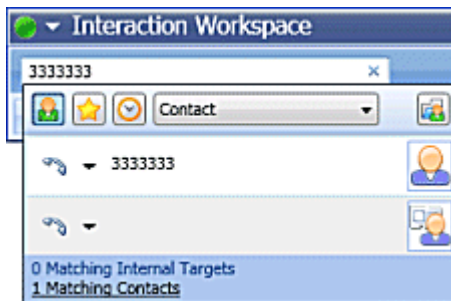 Interaction Workspace
3333333
Contact
3333333
0 Matching Internal Targets
1 Matching Contacts